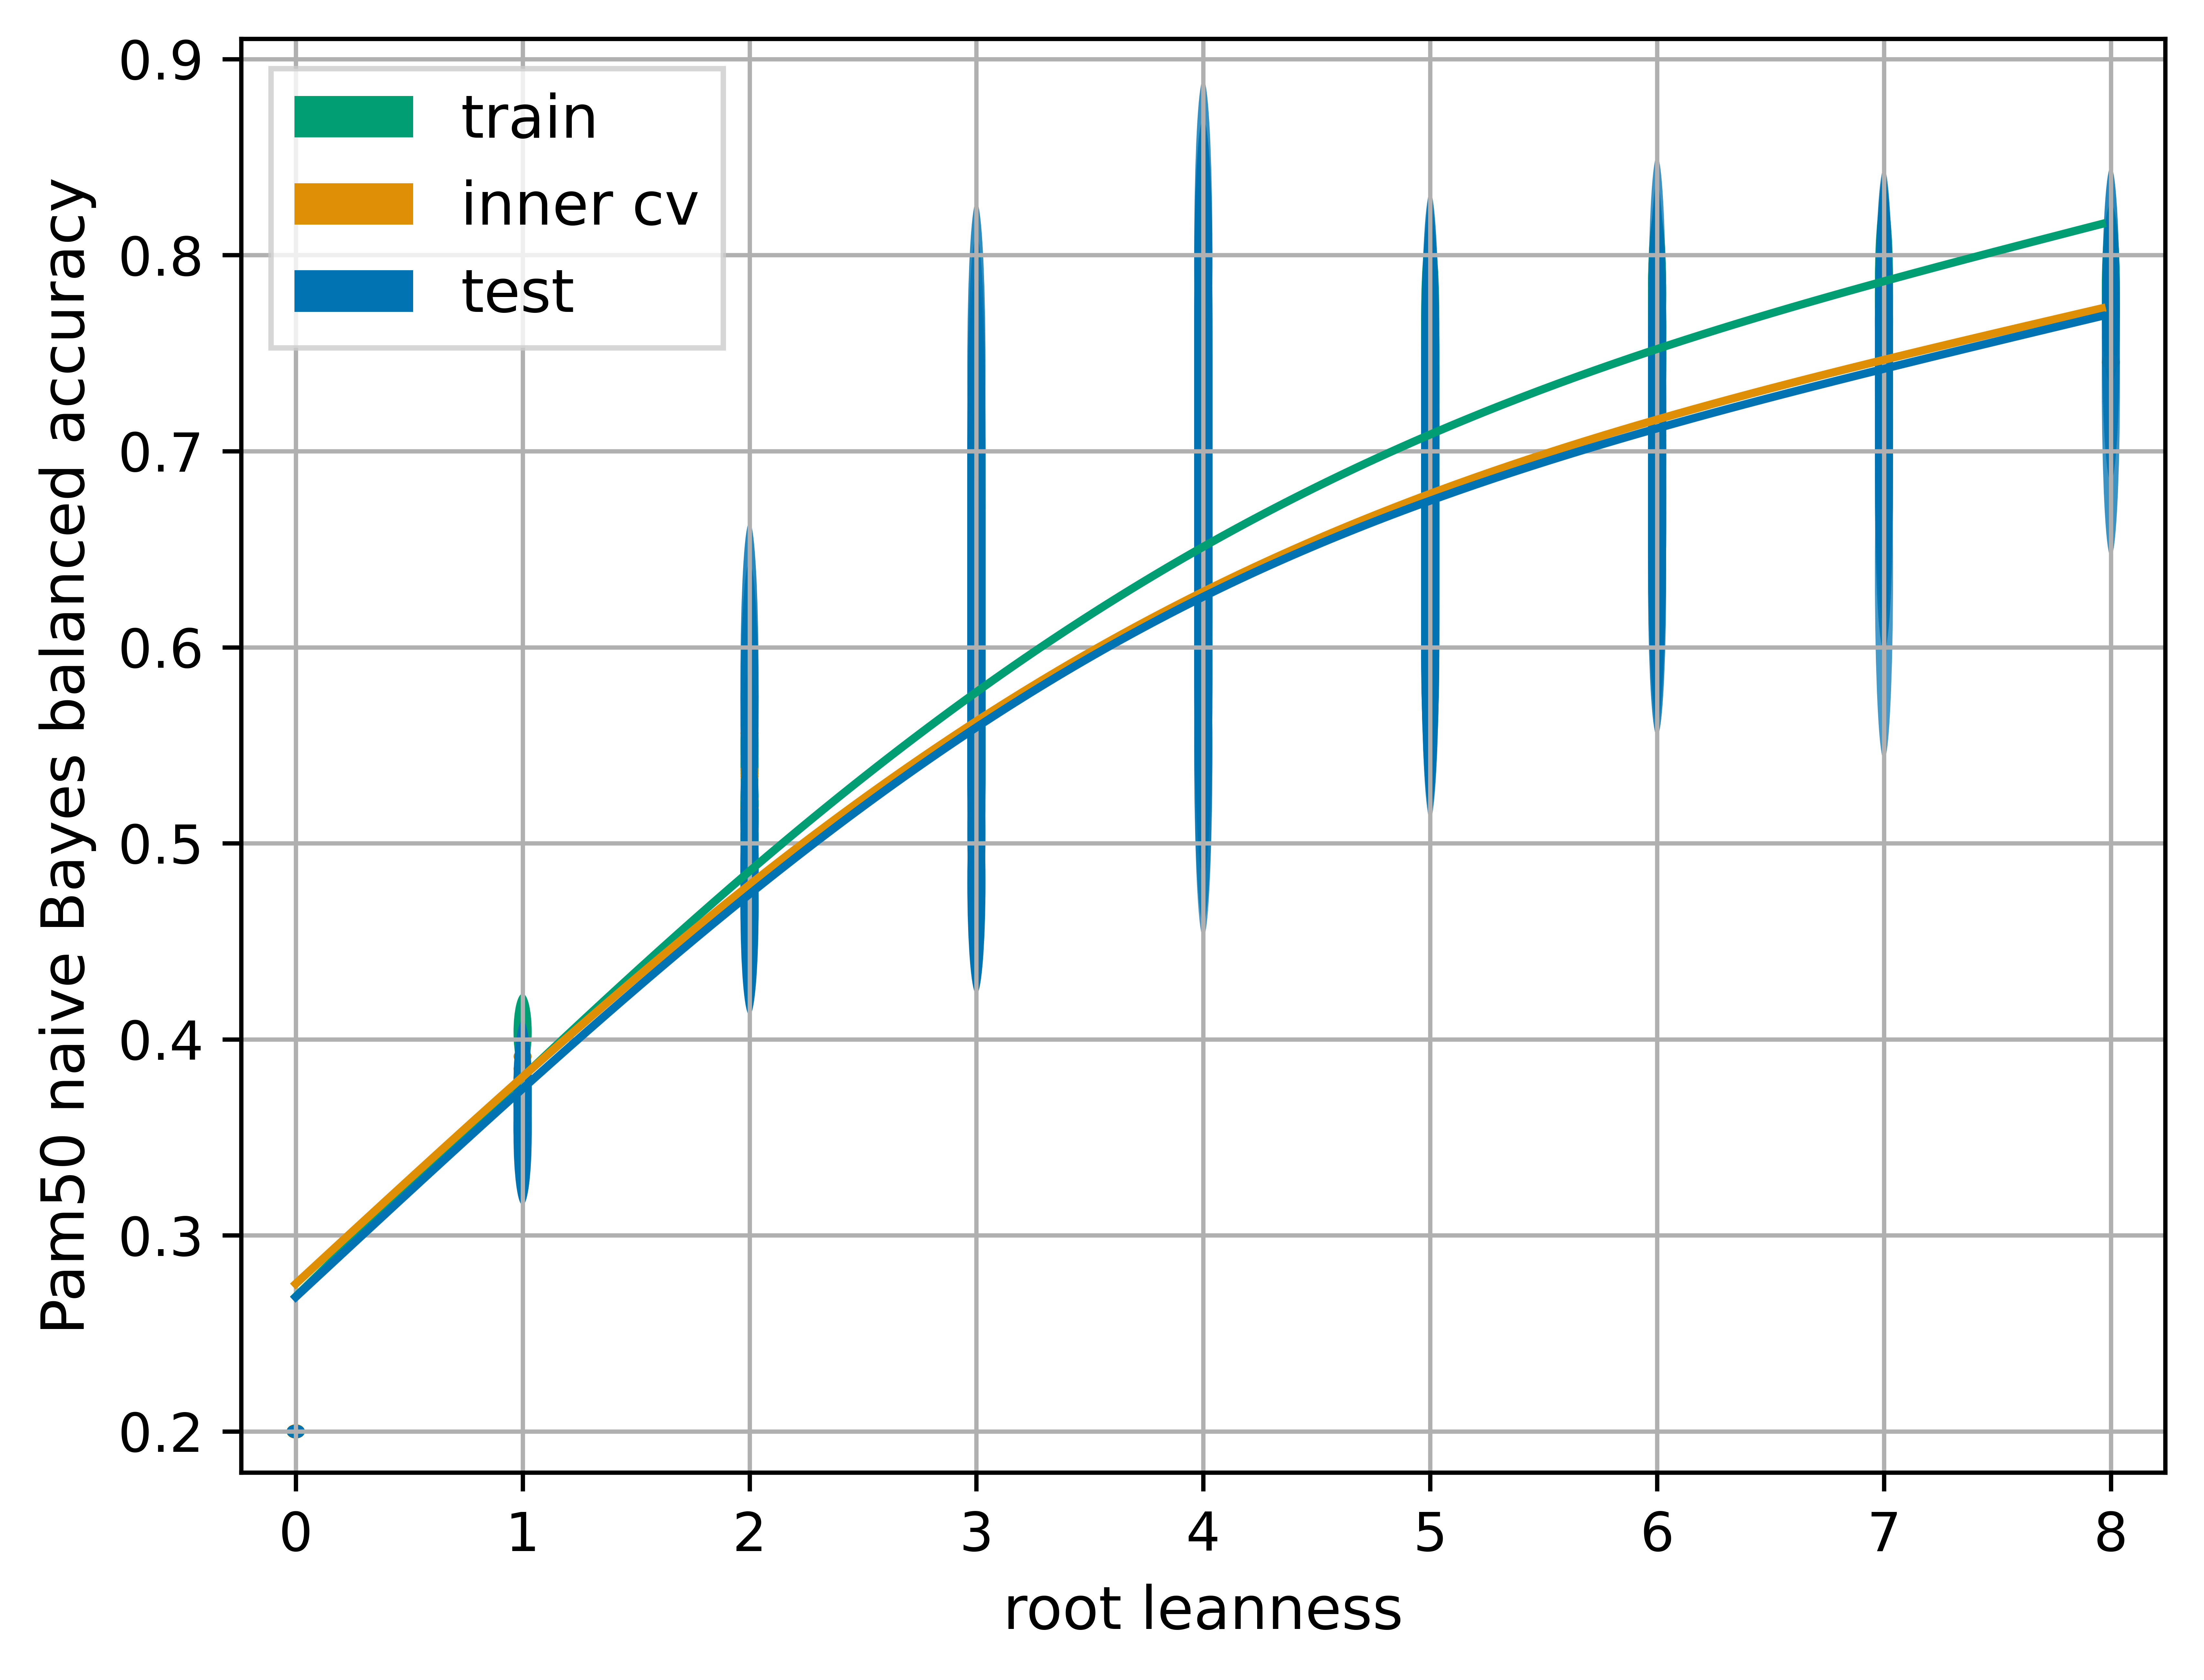 Pam50 naive Bayes balanced accuracy
0.9
0.8
0.7
0.6
0.5
0.4
0.3
0.2
train
inner cv
test
0 1 2 3 4 5 6 7 8
root leanness